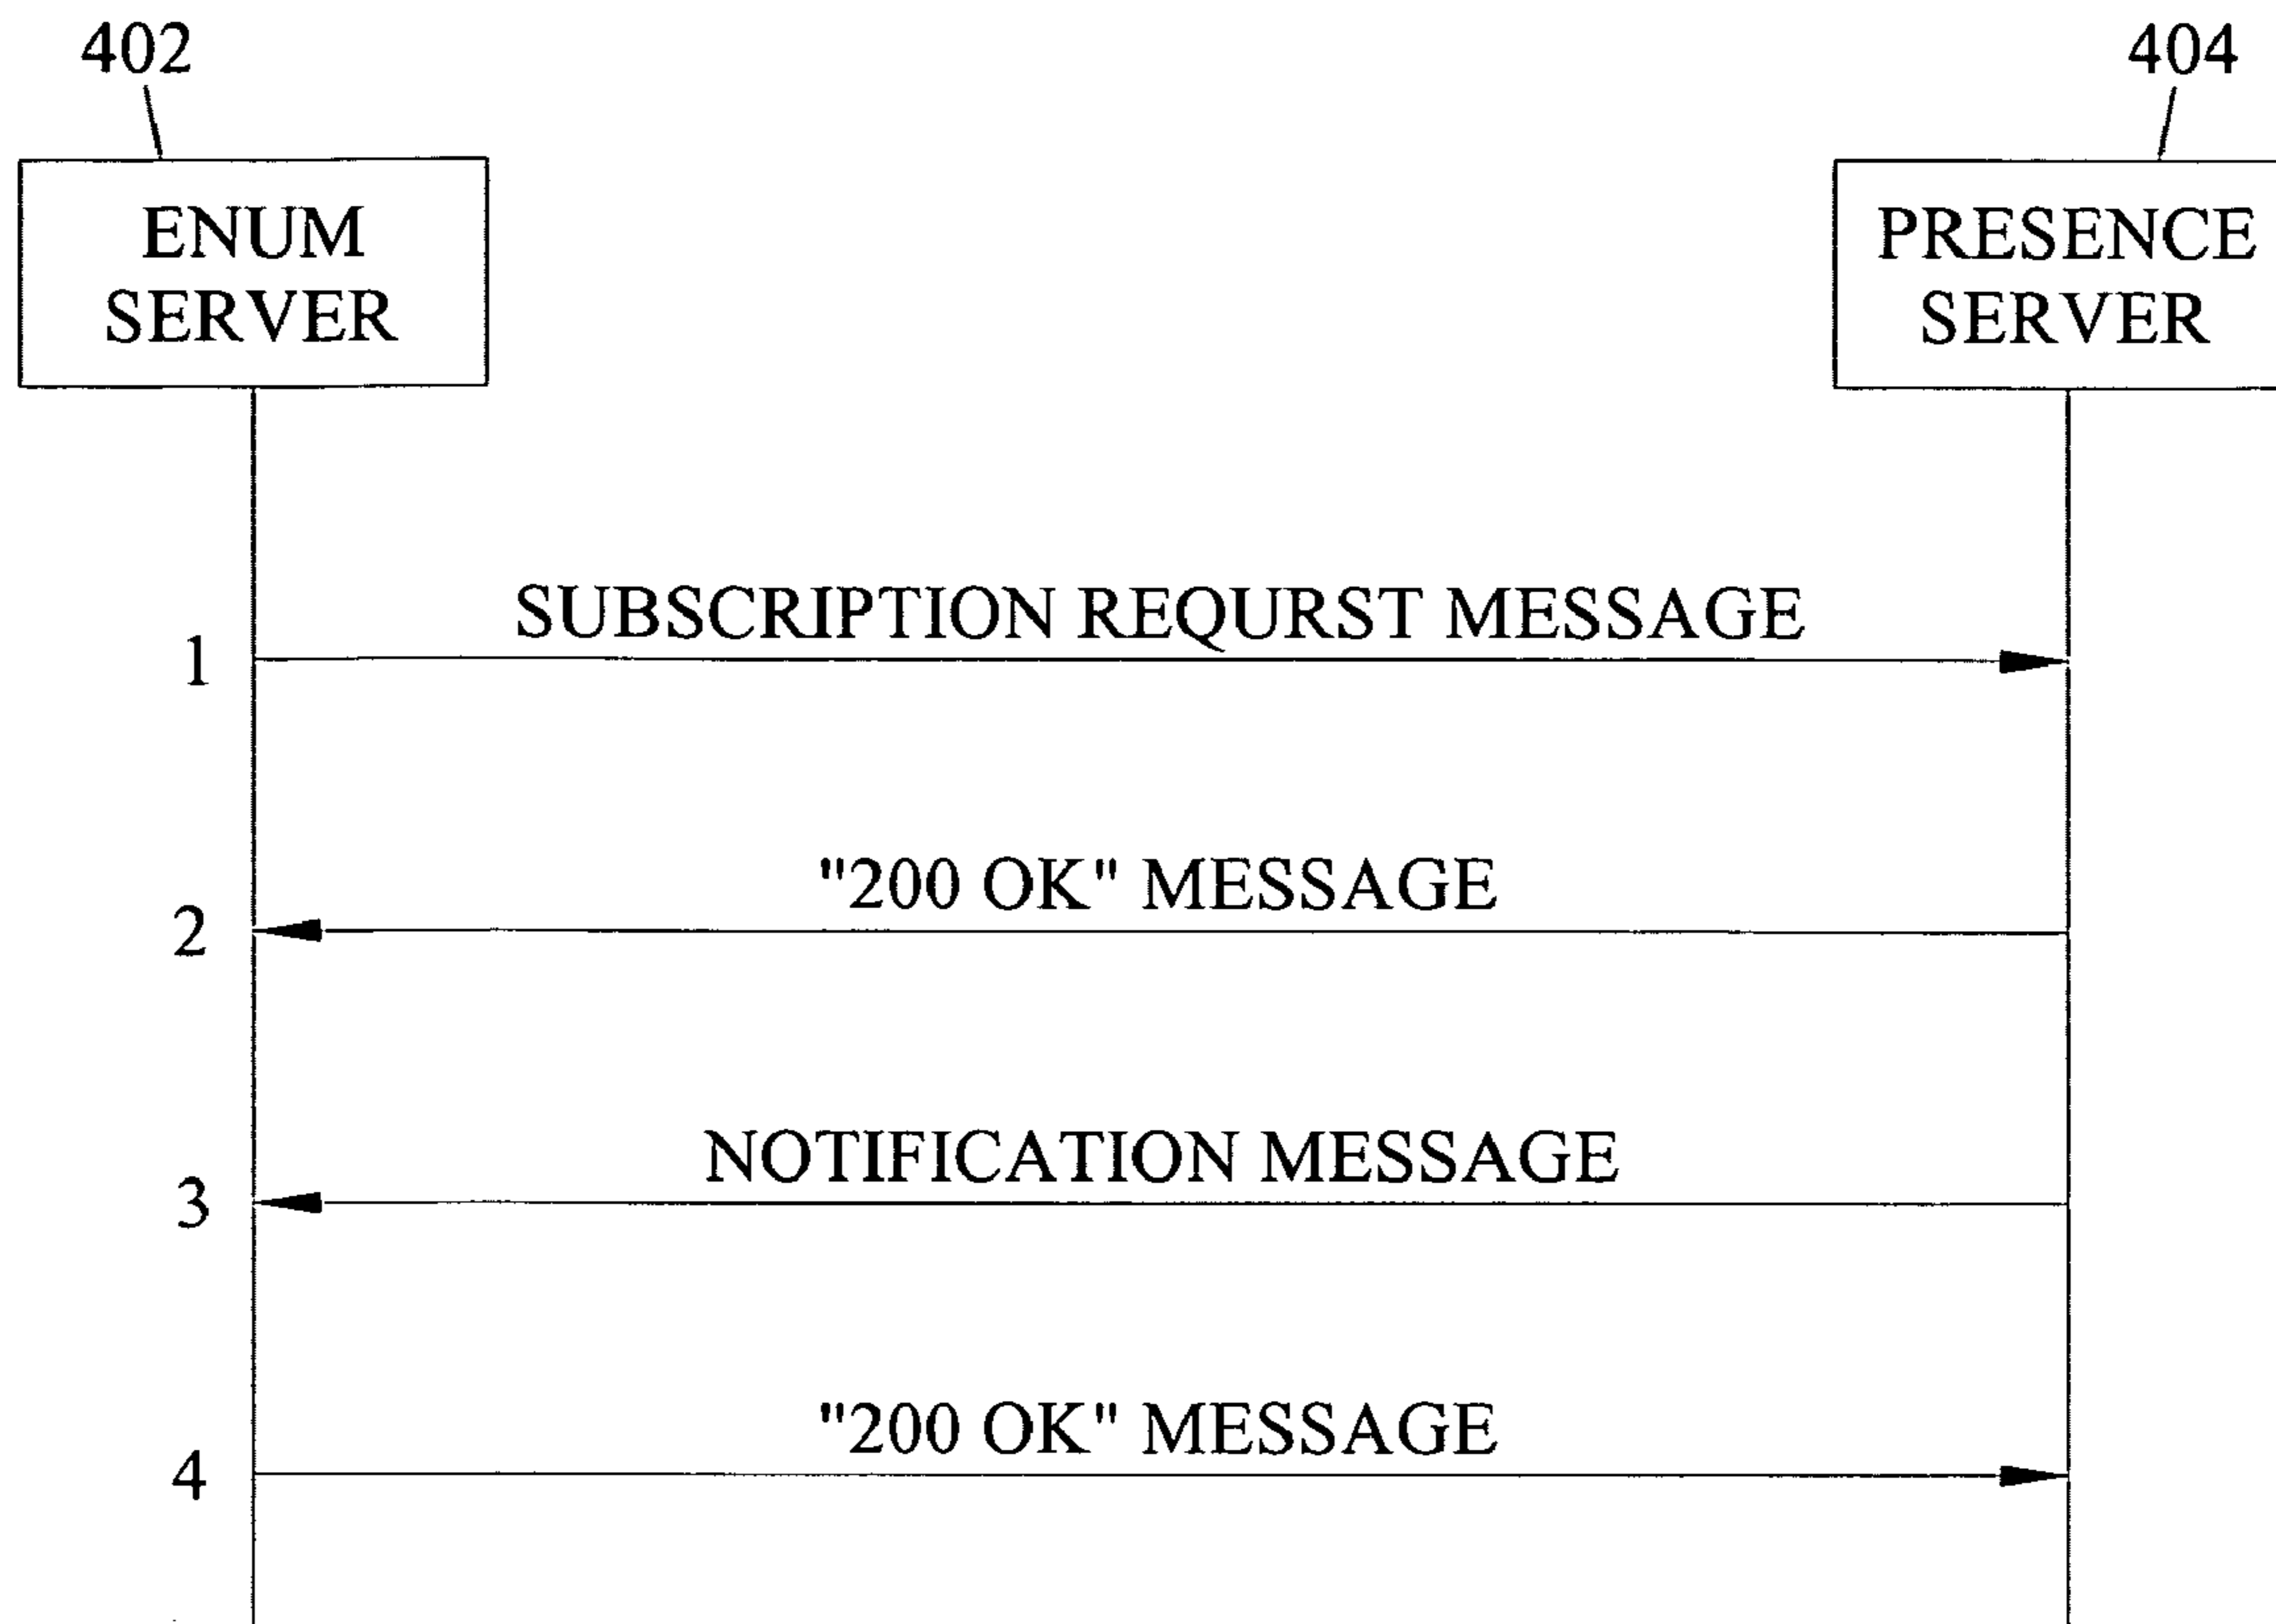 402
404
ENUM
SERVER
PRESENCE
SERVER
SUBSCRIPTION REQURST MESSAGE
1
"200 OK" MESSAGE
2
NOTIFICATION MESSAGE
3
"200 OK" MESSAGE
4